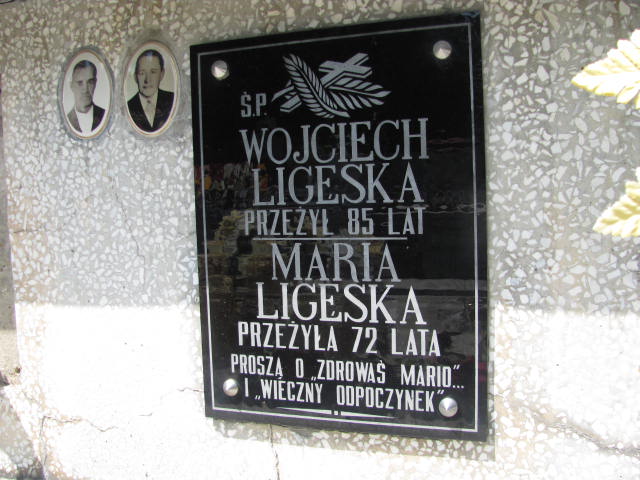 Ś.P.
WOJCIECH
LIGESKA
PRZEŻYŁ 85 LAT
MARIA
LIGESKA
PRZEŻYŁA 72 LATA
PROSZĄ O „ZDROWAŚ MARIO"...
I „WIECZNY ODPOCZYNEK"